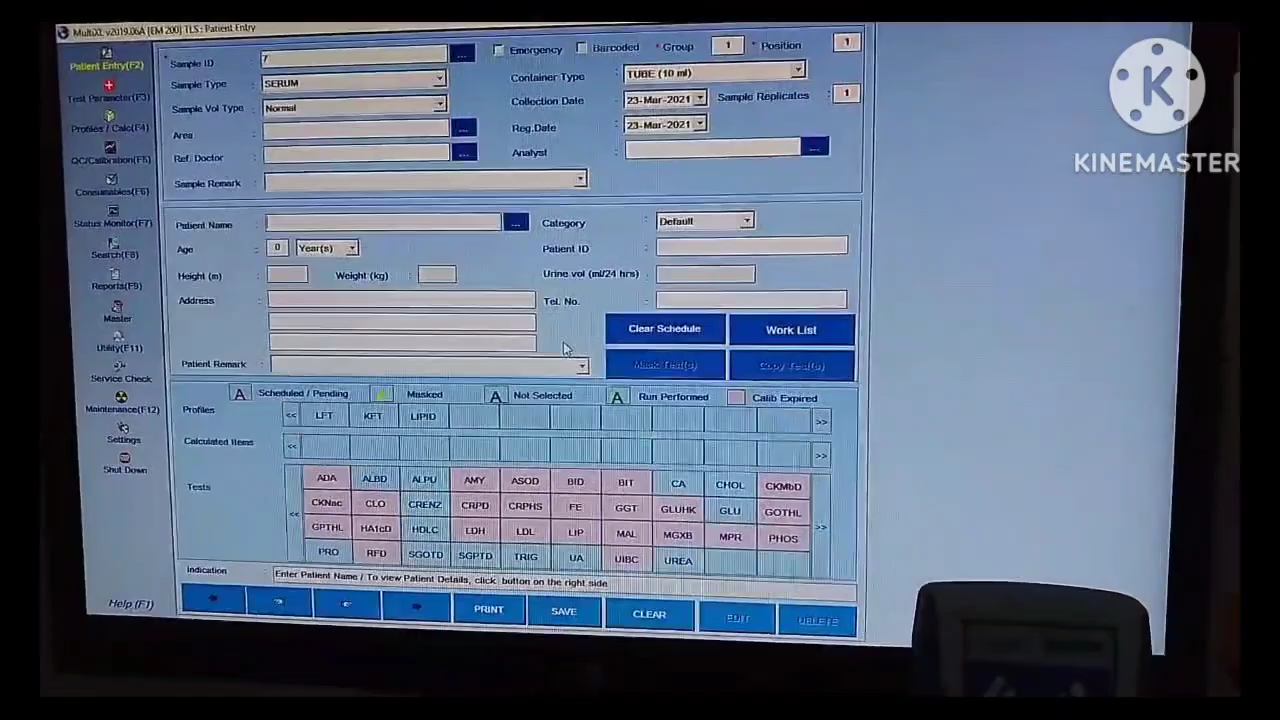 MultiXL v2019.06A [EM 200] TLS : Patient Entry
Patient Entry(F2)
Test Parameter(F3)
Profiles / Calc(F4)
QC/Calibration(F5)
Consumables(F6)
Status Monitor(F7)
Search(F8)
Reports(F9)
Master
Utility(F11)
Service Check
Maintenance(F12)
Settings
Shut Down
Help (F1)
* Sample ID : 7 ... Emergency Barcoded * Group 1 * Position 1
Sample Type : SERUM Container Type : TUBE (10 ml)
Sample Vol Type : Normal Collection Date : 23-Mar-2021 Sample Replicates : 1
Area : ... Reg.Date : 23-Mar-2021
Ref. Doctor : ... Analyst : ...
Sample Remark :
Patient Name : ... Category : Default
Age : 0 Year(s) Patient ID :
Height (m) : Weight (kg) : Urine vol (ml/24 hrs) :
Address : Tel. No. :
Clear Schedule Work List
Patient Remark : Mask Test(s) Copy Test(s)
A Scheduled / Pending Masked A Not Selected A Run Performed Calib Expired
Profiles << LFT KFT LIPID >>
Calculated Items << >>
Tests << >>
ADA ALBD ALPU AMY ASOD BID BIT CA CHOL CKMbD
CKNac CLO CRENZ CRPD CRPHS FE GGT GLUHK GLU GOTHL
GPTHL HA1cD HDLC LDH LDL LIP MAL MGXB MPR PHOS
PRO RFD SGOTD SGPTD TRIG UA UIBC UREA
Indication : Enter Patient Name / To view Patient Details, click button on the right side
PRINT SAVE CLEAR EDIT DELETE
K
KINEMASTER